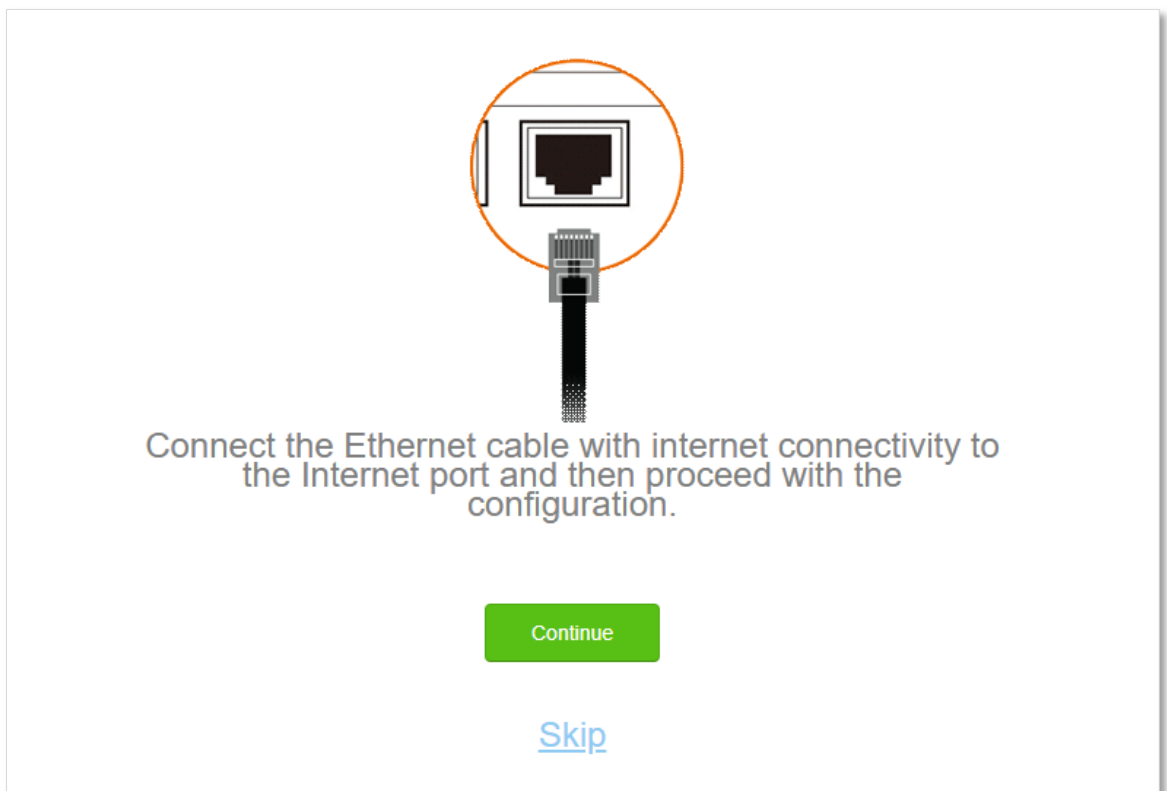 Connect the Ethernet cable with internet connectivity to
the Internet port and then proceed with the
configuration.
Continue
Skip